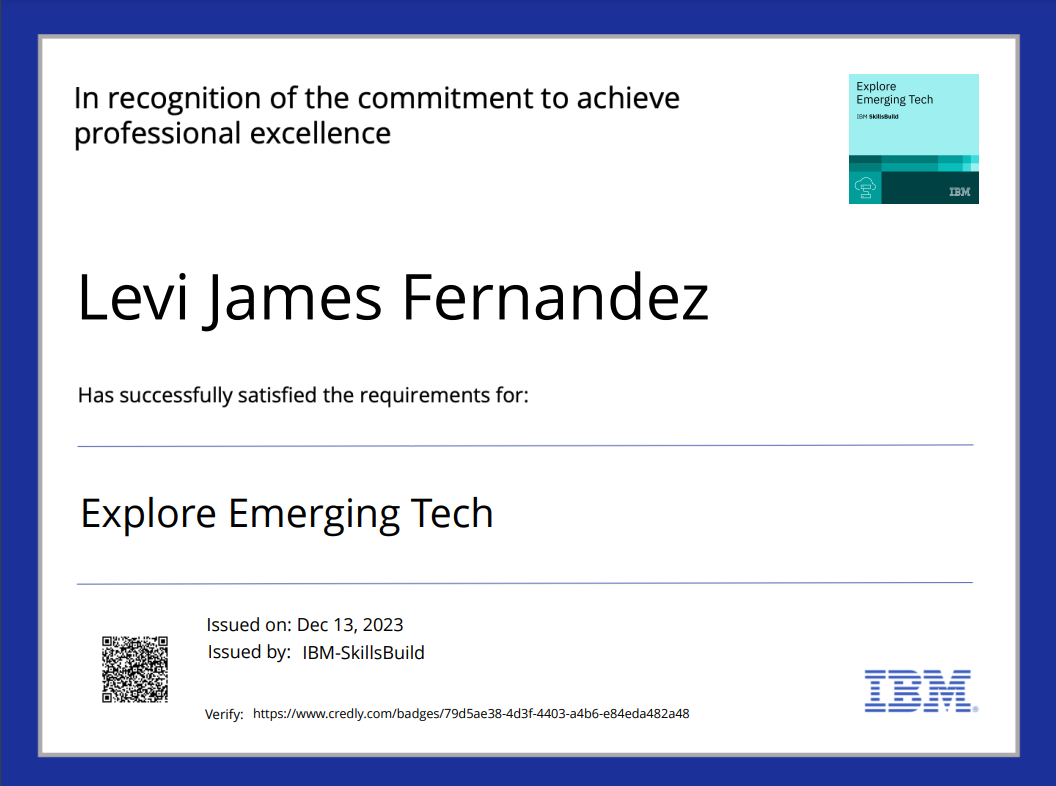 In recognition of the commitment to achieve
professional excellence
Explore
Emerging Tech
IBM SkillsBuild
IBM
Levi James Fernandez
Has successfully satisfied the requirements for:
Explore Emerging Tech
Issued on: Dec 13, 2023
Issued by: IBM-SkillsBuild
Verify: https://www.credly.com/badges/79d5ae38-4d3f-4403-a4b6-e84eda482a48
IBM®